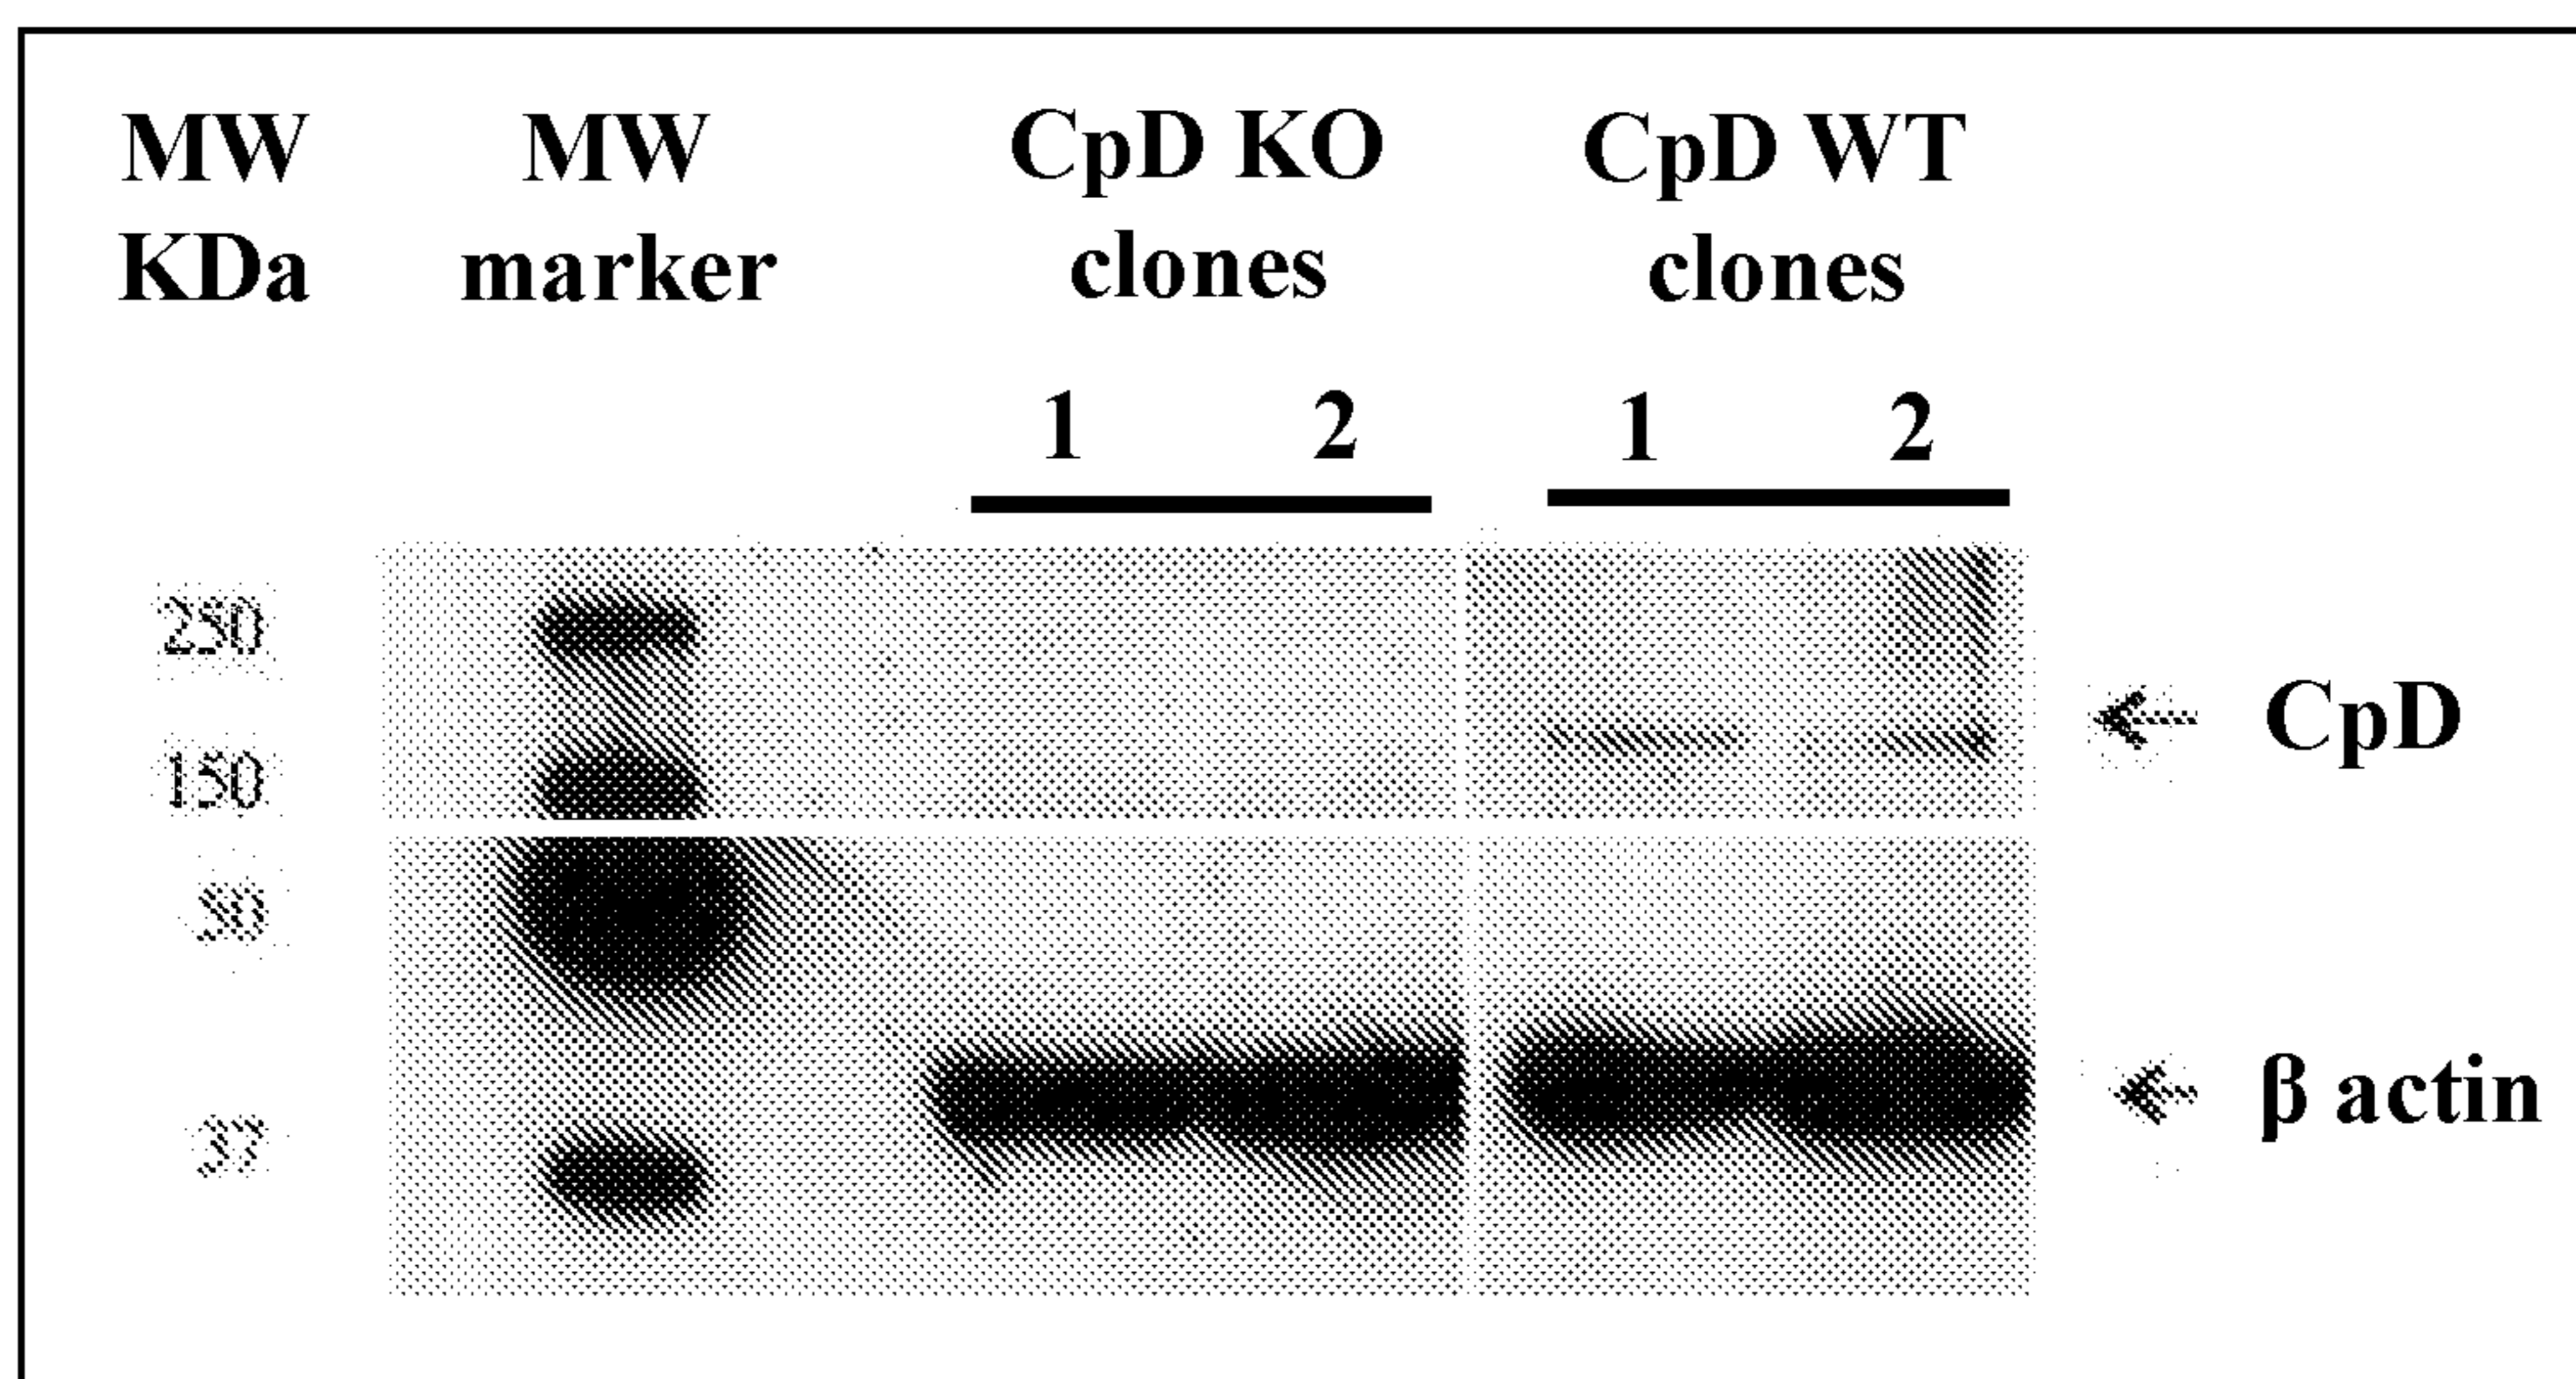 MW
KDa
MW
marker
CpD KO
clones
CpD WT
clones
1 2 1 2
250
150
50
37
CpD
β actin